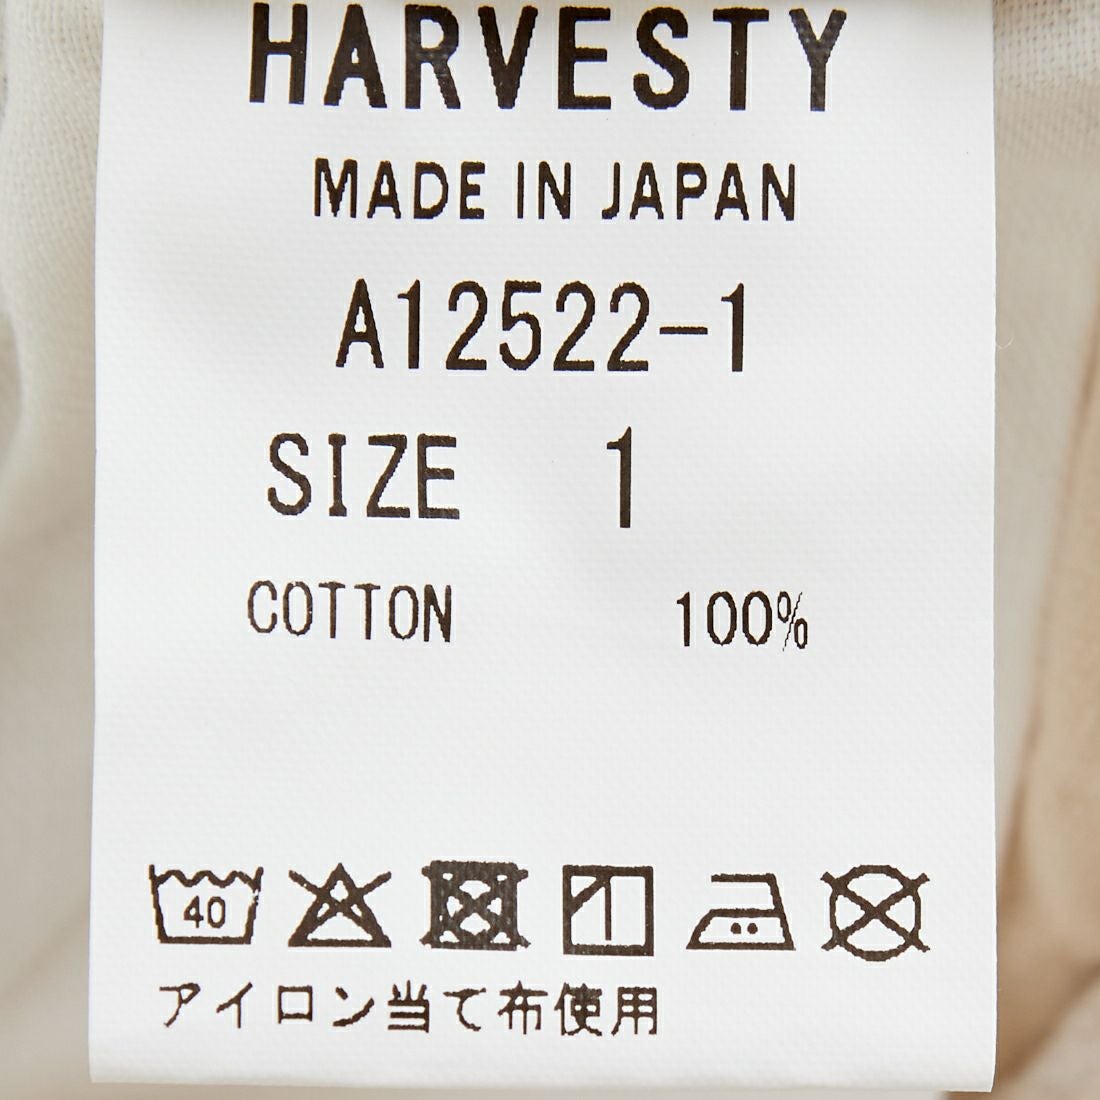 HARVESTY
MADE IN JAPAN
A12522-1
SIZE 1
COTTON 100%
40
アイロン当て布使用